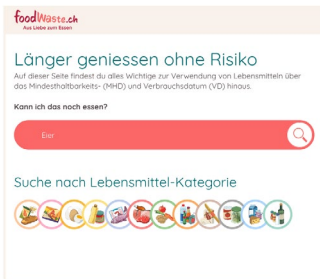 foodWaste.ch
Aus Liebe zum Essen
Länger geniessen ohne Risiko
Auf dieser Seite findest du alles Wichtige zur Verwendung von Lebensmitteln über
das Mindesthaltbarkeits- (MHD) und Verbrauchsdatum (VD) hinaus.
Kann ich das noch essen?
Eier
Suche nach Lebensmittel-Kategorie